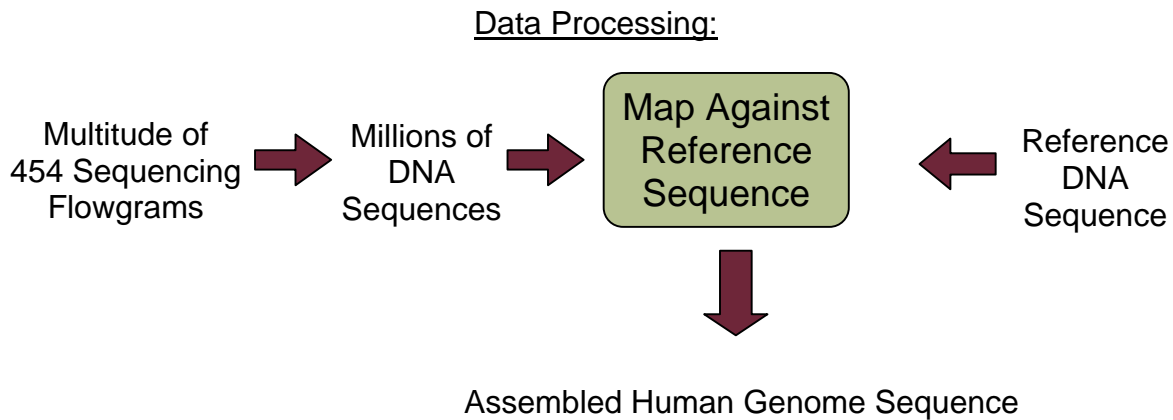 Data Processing:
Multitude of
454 Sequencing
Flowgrams
Millions of
DNA
Sequences
Map Against
Reference
Sequence
Reference
DNA
Sequence
Assembled Human Genome Sequence